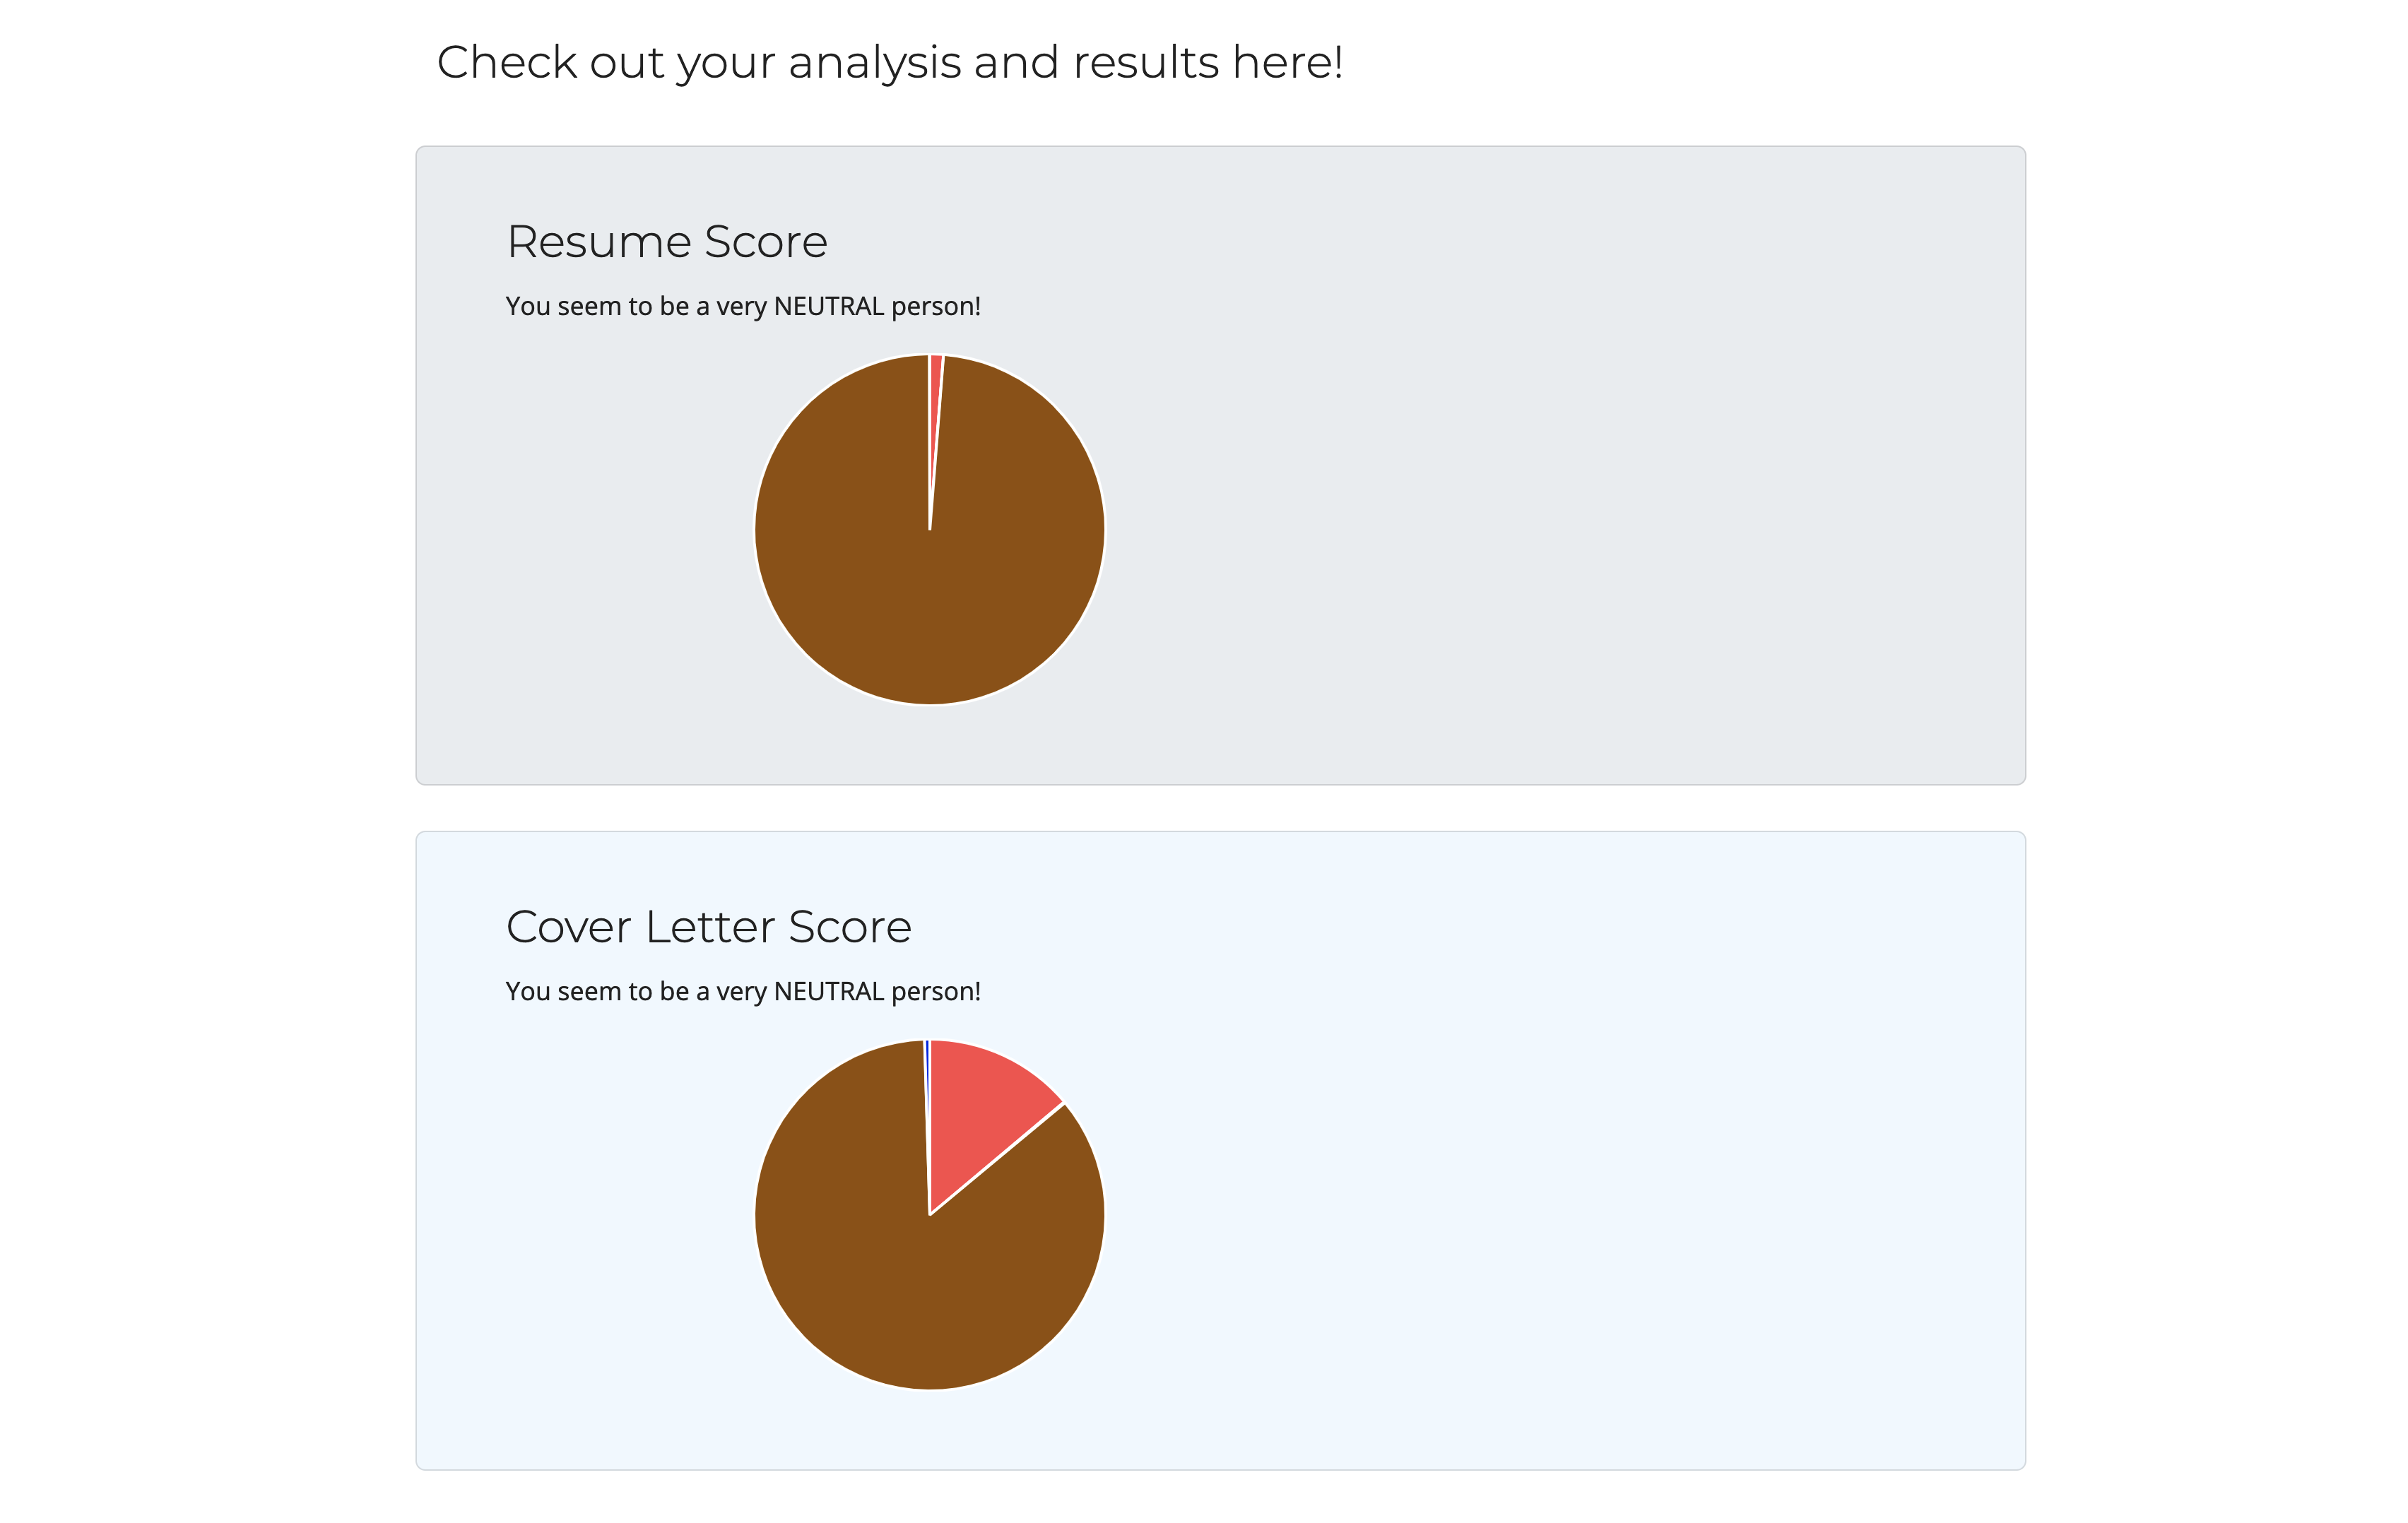 Check out your analysis and results here!
Resume Score
You seem to be a very NEUTRAL person!
Cover Letter Score
You seem to be a very NEUTRAL person!